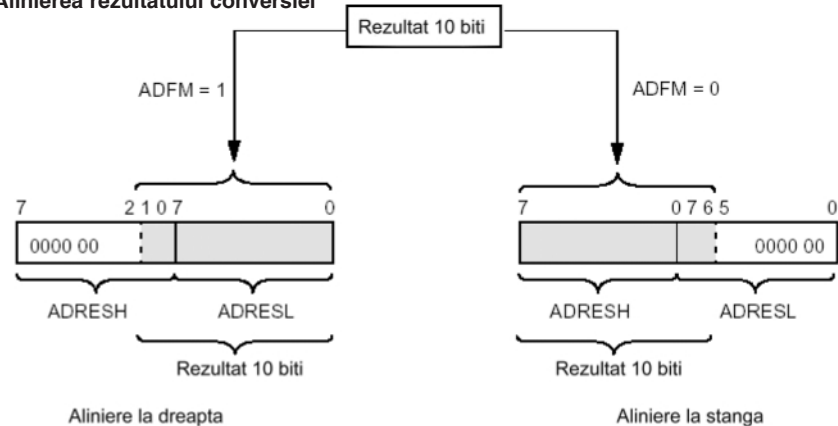 Alinierea rezultatului conversiei
Rezultat 10 biti
ADFM = 1
ADFM = 0
7 2 1 0 7 0
7 0 7 6 5 0
0000 00
0000 00
ADRESH ADRESL
ADRESH ADRESL
Rezultat 10 biti
Rezultat 10 biti
Aliniere la dreapta
Aliniere la stanga